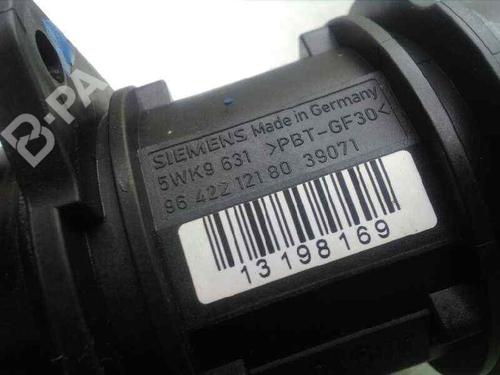 B-PA
SIEMENS Made in Germany
5WK9 631 >PBT-GF30<
96 422 121 80 39071
13198169